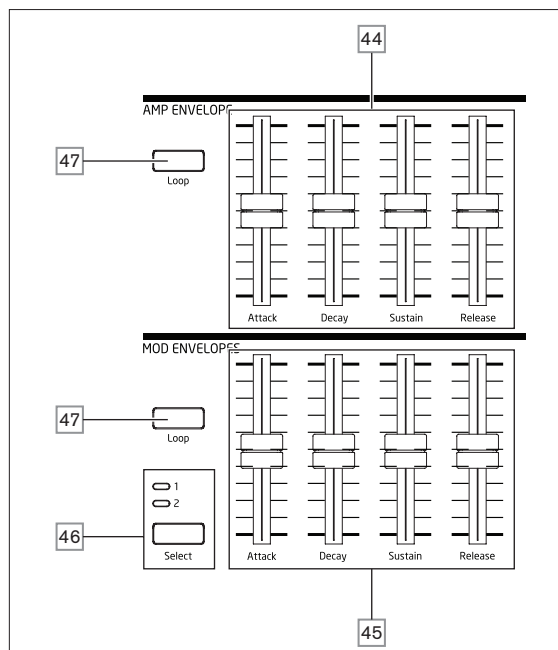 44
AMP ENVELOPE
47
Loop
Attack Decay Sustain Release
MOD ENVELOPES
47
Loop
1
2
46
Select
Attack Decay Sustain Release
45